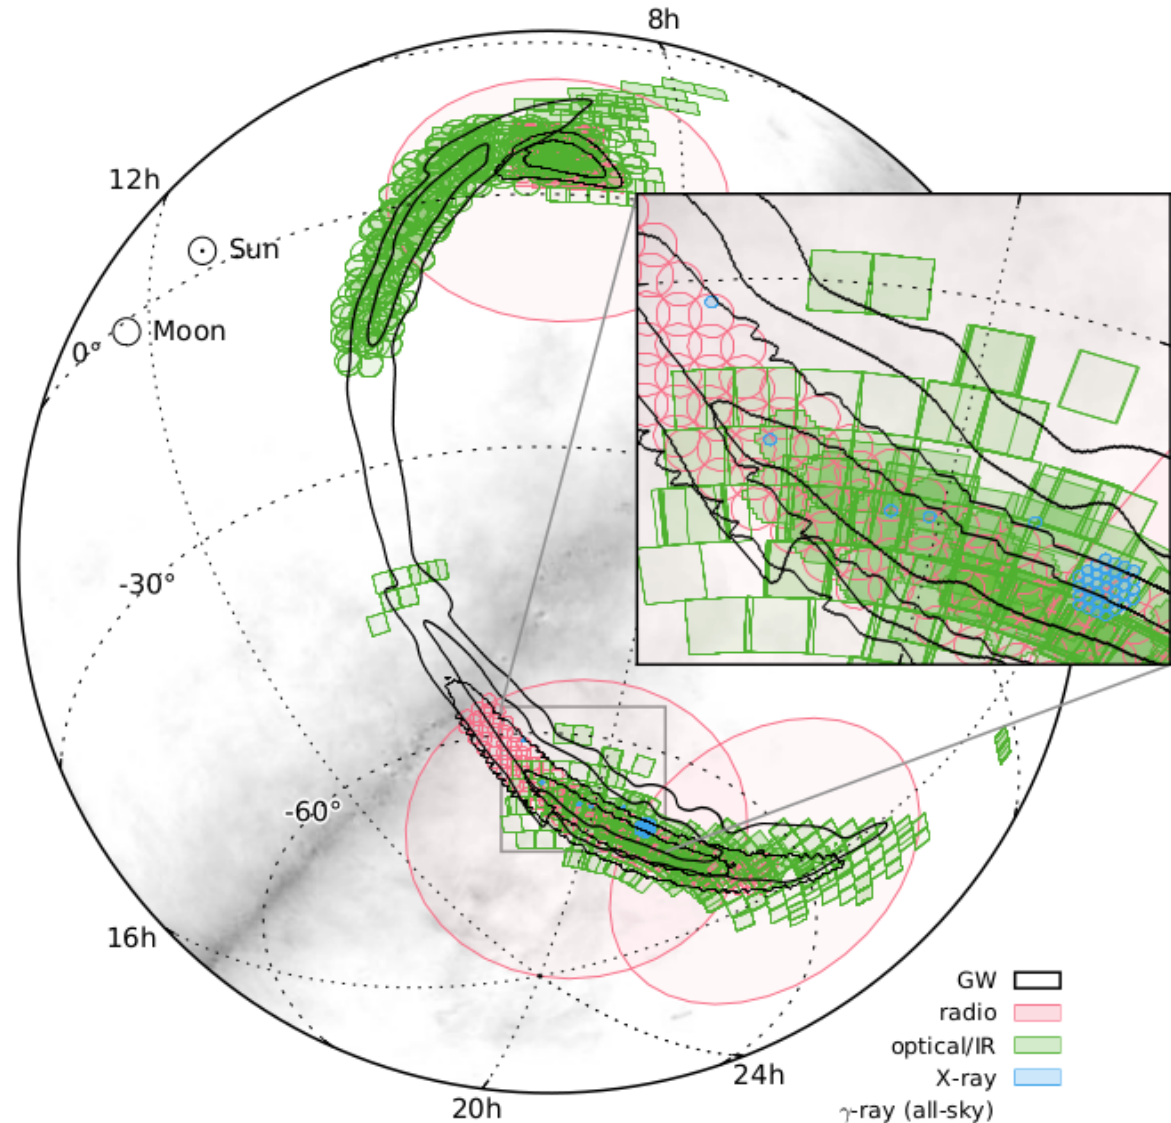 8h
12h
Sun
Moon
0°
-30°
-60°
16h
20h
24h
GW
radio
optical/IR
X-ray
γ-ray (all-sky)